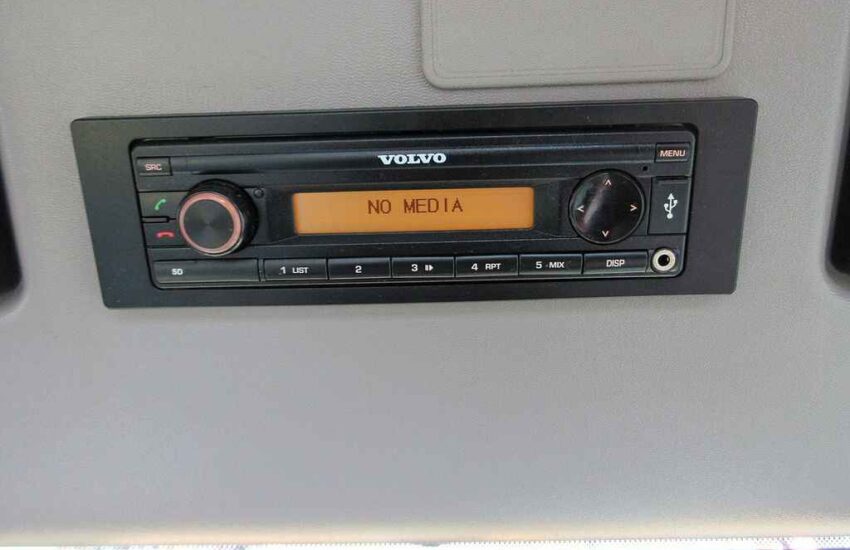 VOLVO
SRC
MENU
NO MEDIA
SD
1 LIST
2
3
4 RPT
5 MIX
DISP